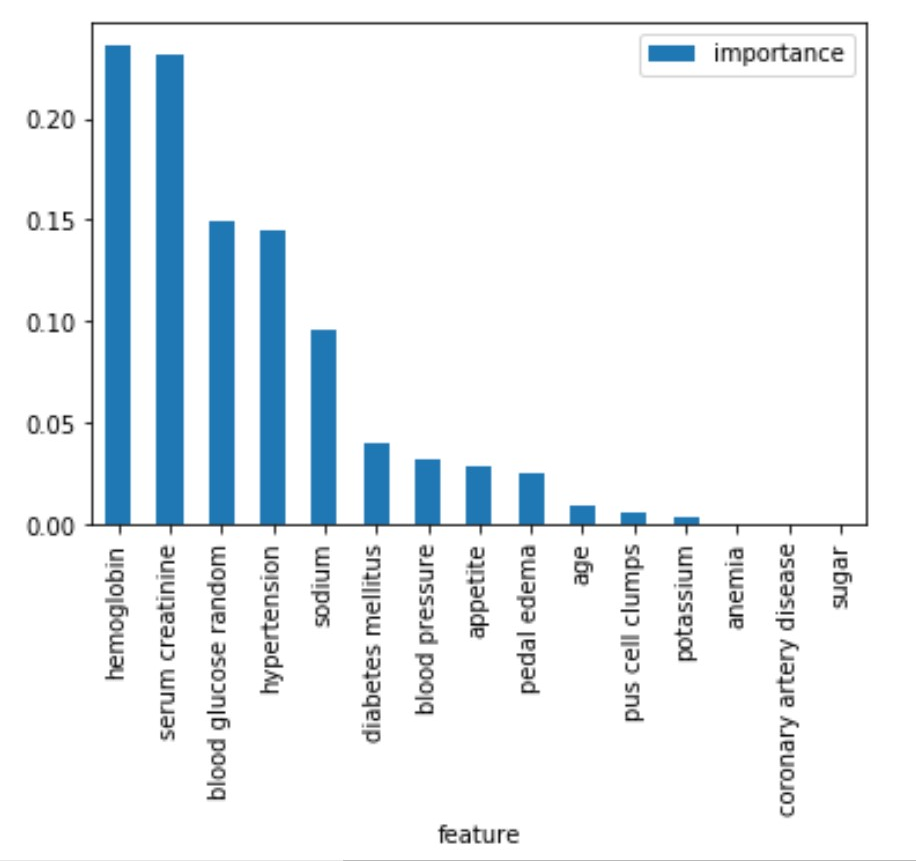 importance
0.20
0.15
0.10
0.05
0.00
hemoglobin
serum creatinine
blood glucose random
hypertension
sodium
diabetes mellitus
blood pressure
appetite
pedal edema
age
pus cell clumps
potassium
anemia
coronary artery disease
sugar
feature